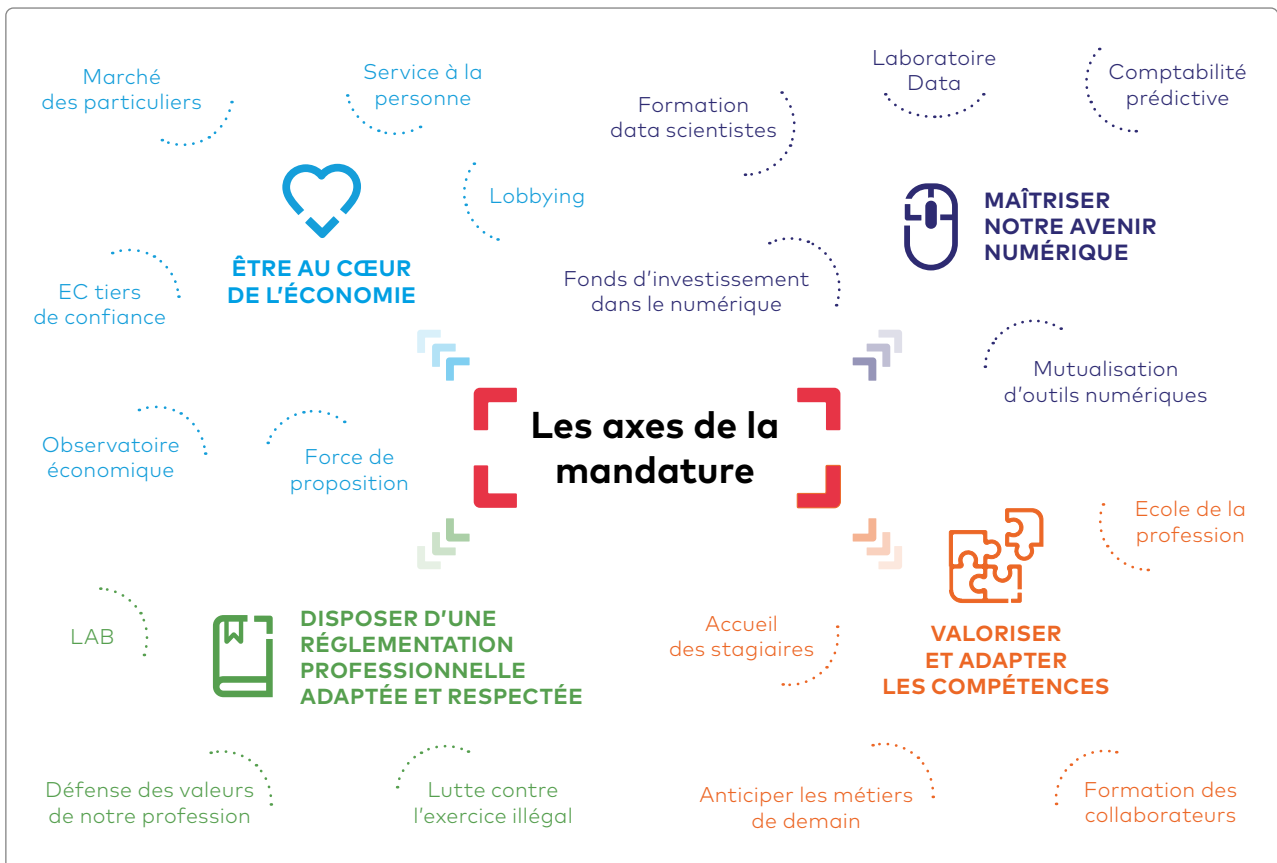 Les axes de la
mandature
Marché
des particuliers
Service à la
personne
Lobbying
ÊTRE AU CŒUR
DE L'ÉCONOMIE
EC tiers
de confiance
Observatoire
économique
Force de
proposition
Formation
data scientistes
Laboratoire
Data
Comptabilité
prédictive
MAÎTRISER
NOTRE AVENIR
NUMÉRIQUE
Fonds d'investissement
dans le numérique
Mutualisation
d'outils numériques
LAB
DISPOSER D'UNE
RÉGLEMENTATION
PROFESSIONNELLE
ADAPTÉE ET RESPECTÉE
Défense des valeurs
de notre profession
Lutte contre
l'exercice illégal
Ecole de la
profession
Accueil
des stagiaires
VALORISER
ET ADAPTER
LES COMPÉTENCES
Anticiper les métiers
de demain
Formation des
collaborateurs